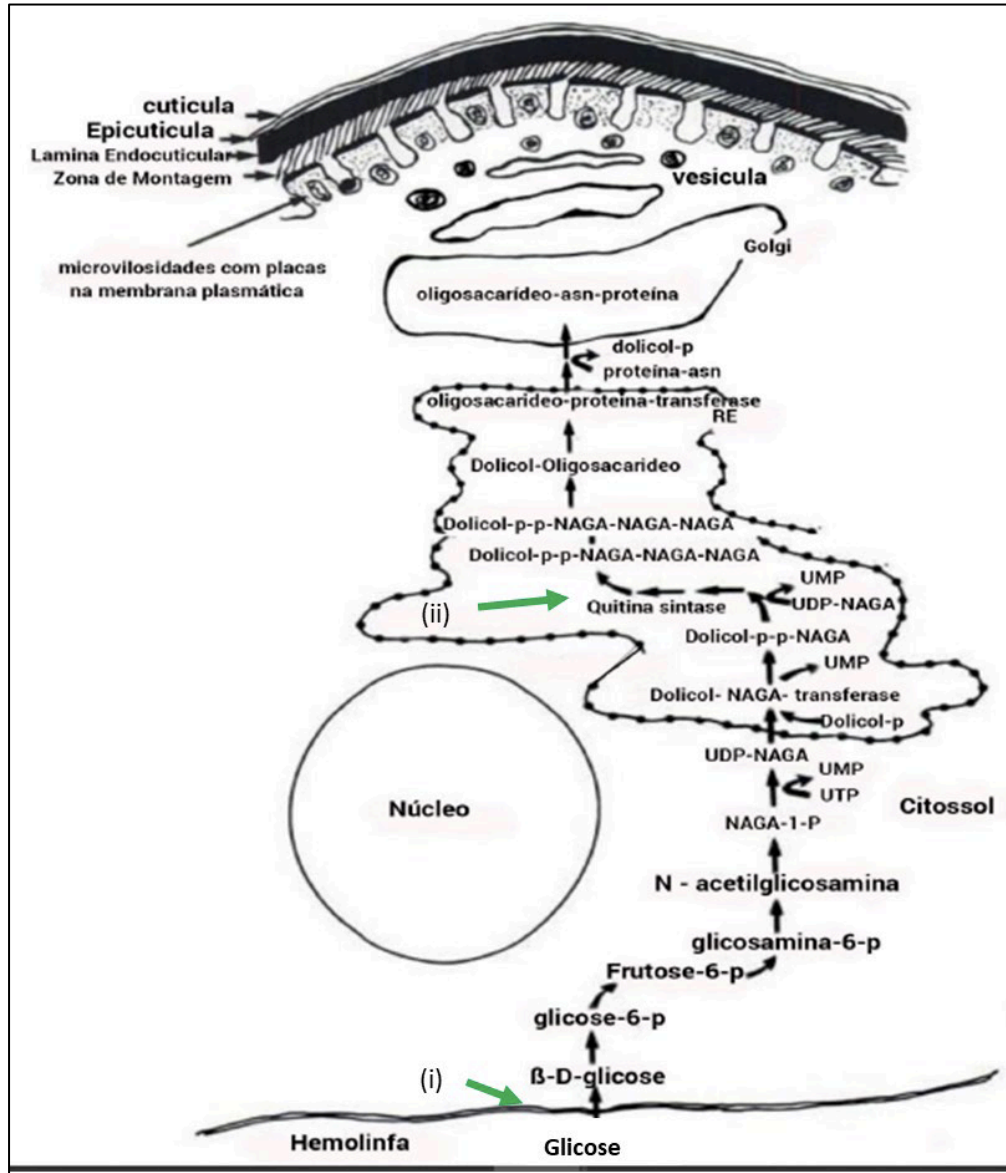 cuticula
Epicuticula
Lamina Endocuticular
Zona de Montagem
vesicula
microvilosidades com placas
na membrana plasmática
Golgi
oligosacarídeo-asn-proteína
dolicol-p
proteína-asn
oligosacarideo-proteina-transferase
RE
Dolicol-Oligosacarideo
Dolicol-p-p-NAGA-NAGA-NAGA
Dolicol-p-p-NAGA-NAGA-NAGA
UMP
(ii)
Quitina sintase
UDP-NAGA
Dolicol-p-p-NAGA
UMP
Dolicol- NAGA- transferase
Dolicol-p
UDP-NAGA
UMP
UTP
Citossol
Núcleo
NAGA-1-P
N - acetilglicosamina
glicosamina-6-p
Frutose-6-p
glicose-6-p
(i)
ß-D-glicose
Hemolinfa
Glicose